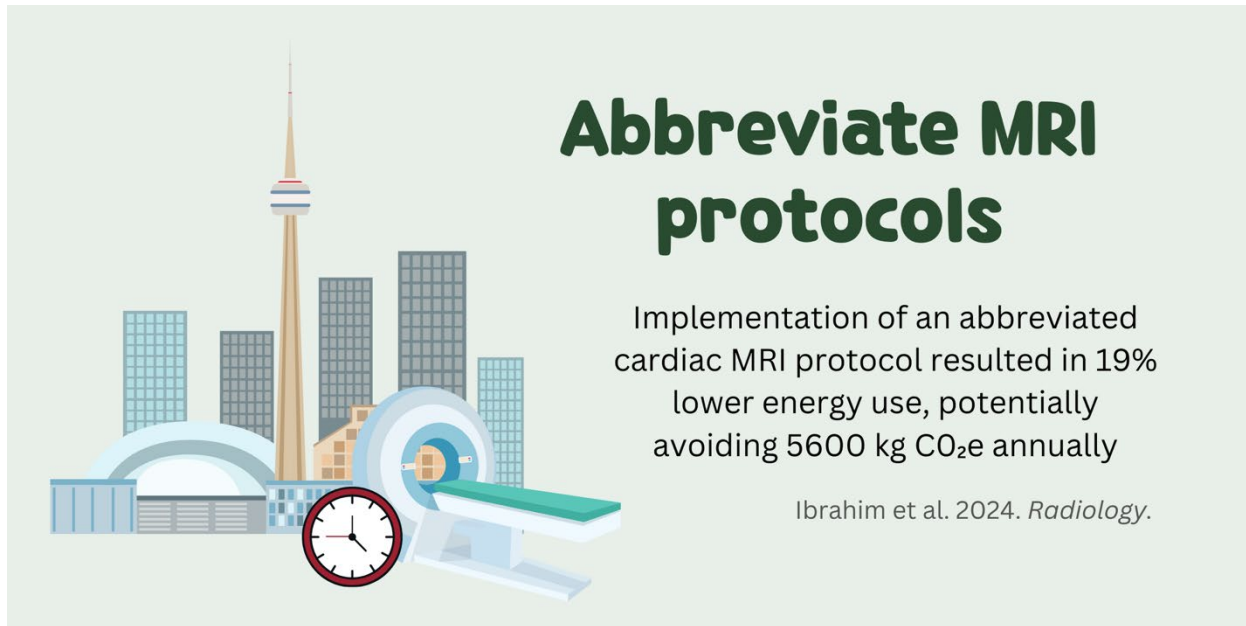 Abbreviate MRI
protocols
Implementation of an abbreviated
cardiac MRI protocol resulted in 19%
lower energy use, potentially
avoiding 5600 kg C0₂e annually
Ibrahim et al. 2024. Radiology.